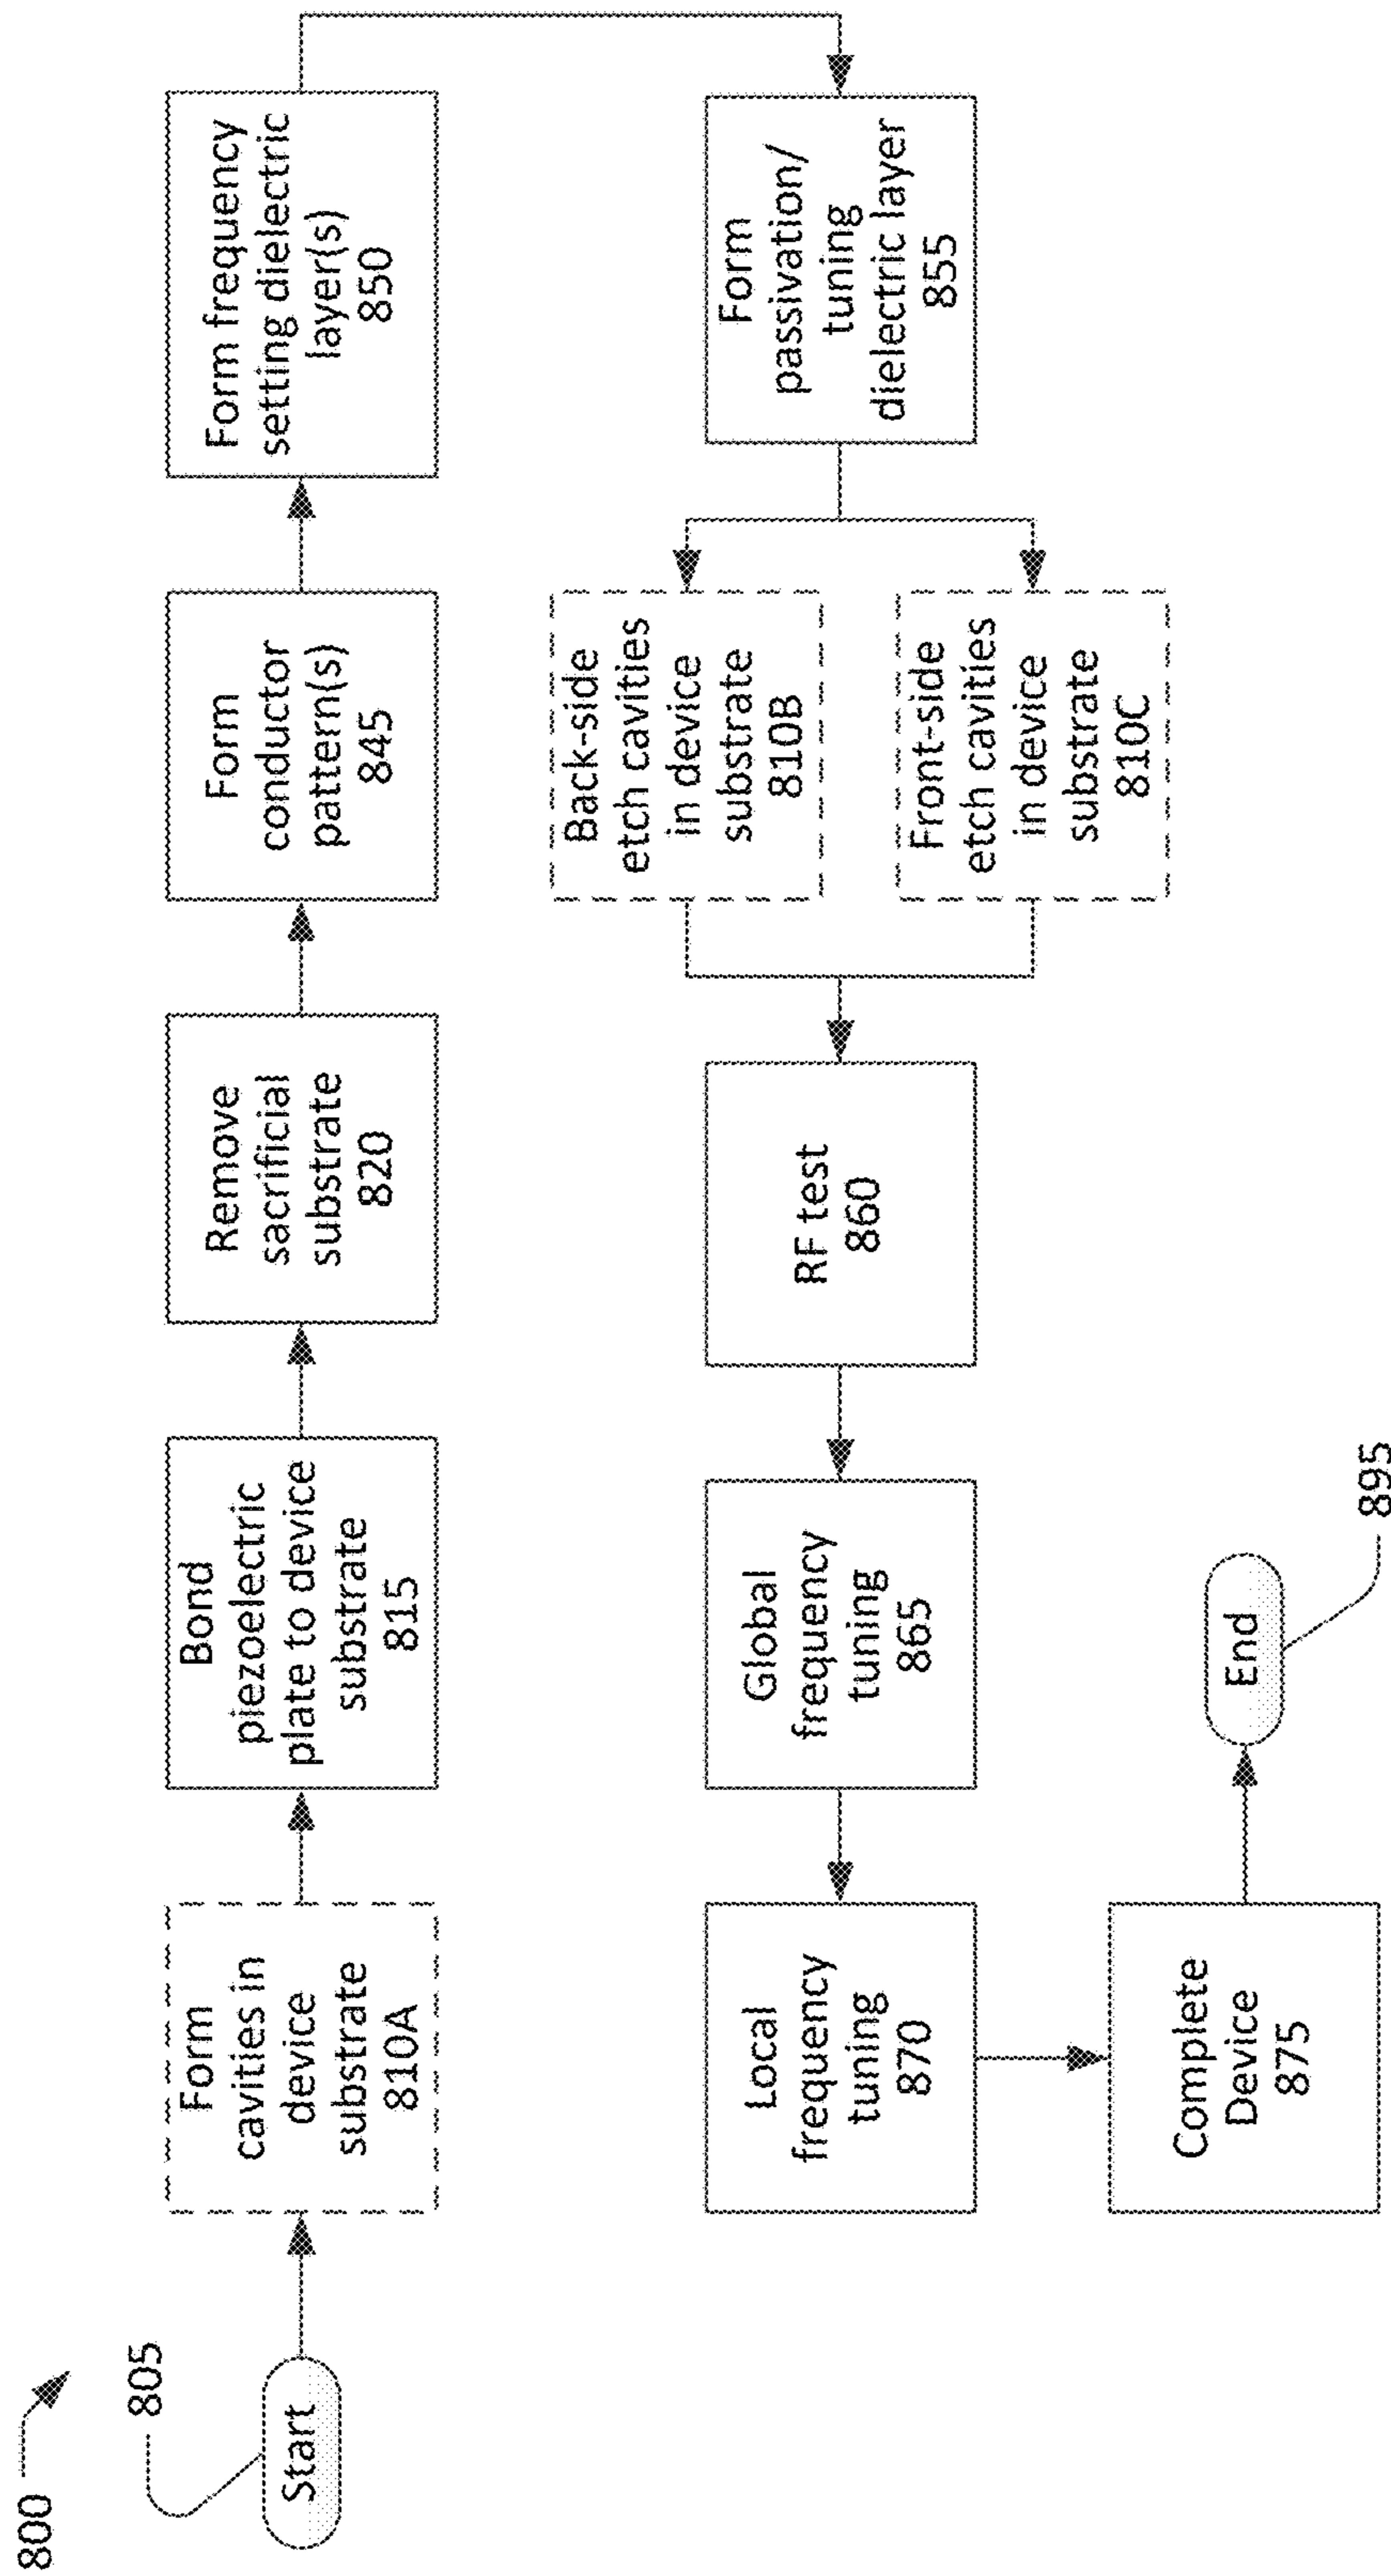 800
805
Start
Form
cavities in
device
substrate
810A
Bond
piezoelectric
plate to device
substrate
815
Remove
sacrificial
substrate
820
Form
conductor
pattern(s)
845
Form frequency
setting dielectric
layer(s)
850
Form
passivation/
tuning
dielectric layer
855
Back-side
etch cavities
in device
substrate
810B
Front-side
etch cavities
in device
substrate
810C
RF test
860
Global
frequency
tuning
865
Local
frequency
tuning
870
Complete
Device
875
End
895